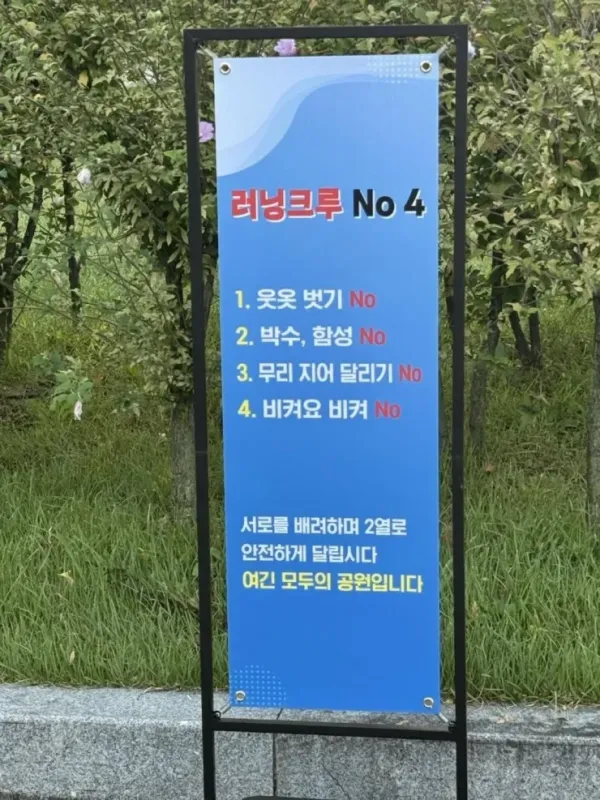 러닝크루 No 4
1. 웃옷 벗기 No
2. 박수, 함성 No
3. 무리 지어 달리기 No
4. 비켜요 비켜 No
서로를 배려하며 2열로
안전하게 달립시다
여긴 모두의 공원입니다